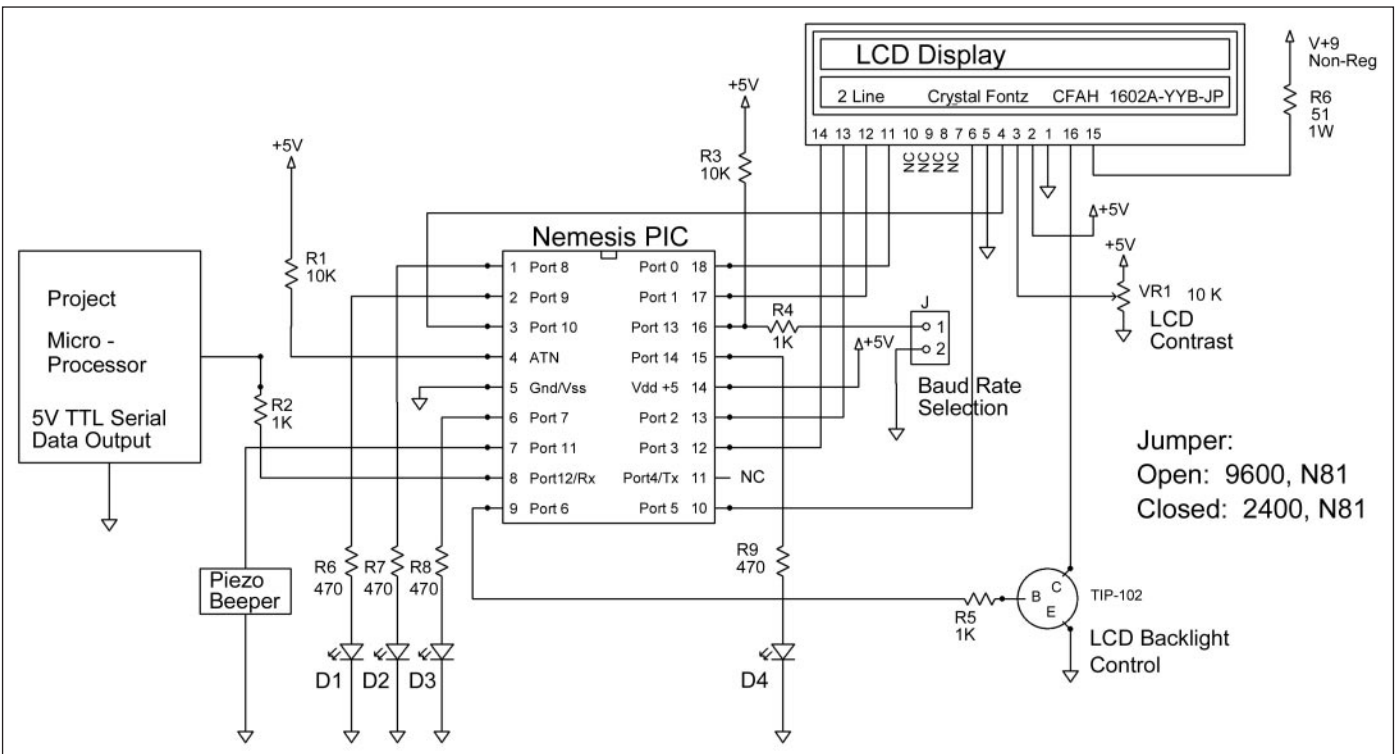 LCD Display
2 Line Crystal Fontz CFAH 1602A-YYB-JP
14 13 12 11 10 9 8 7 6 5 4 3 2 1 16 15
NC NC NC NC
V+9
Non-Reg
R6
51
1W
+5V
R3
10K
+5V
R1
10K
+5V
+5V
VR1 10 K
LCD
Contrast
Project
Micro -
Processor
5V TTL Serial
Data Output
R2
1K
Nemesis PIC
1 Port 8 Port 0 18
2 Port 9 Port 1 17
3 Port 10 Port 13 16
4 ATN Port 14 15
5 Gnd/Vss Vdd +5 14
6 Port 7 Port 2 13
7 Port 11 Port 3 12
8 Port12/Rx Port4/Tx 11 NC
9 Port 6 Port 5 10
R4
1K
+5V
J
1
2
Baud Rate
Selection
Jumper:
Open: 9600, N81
Closed: 2400, N81
Piezo
Beeper
R6
470
R7
470
R8
470
R9
470
R5
1K
B C E
TIP-102
LCD Backlight
Control
D1 D2 D3 D4